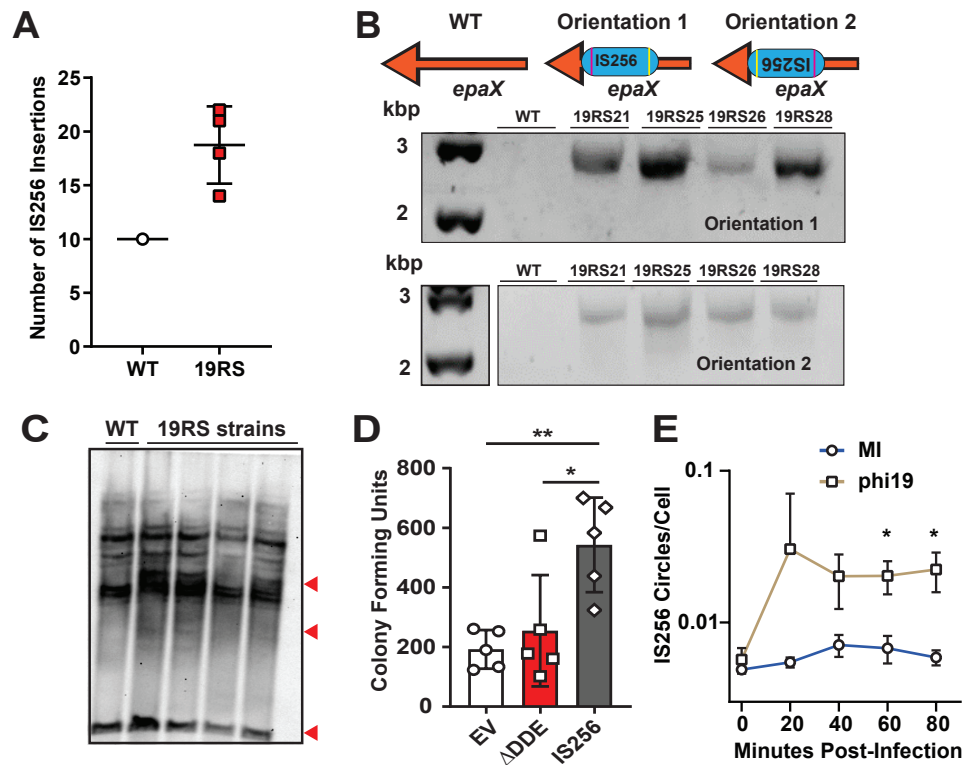 A
Number of IS256 Insertions
25
20
15
10
5
0
WT
19RS
B
WT
Orientation 1
Orientation 2
IS256
IS256
epaX
epaX
epaX
kbp
WT
19RS21
19RS25
19RS26
19RS28
3
2
Orientation 1
kbp
WT
19RS21
19RS25
19RS26
19RS28
3
2
Orientation 2
C
WT
19RS strains
D
**
*
Colony Forming Units
800
600
400
200
0
EV
ΔDDE
IS256
E
MI
phi19
IS256 Circles/Cell
0.1
0.01
*
*
0
20
40
60
80
Minutes Post-Infection